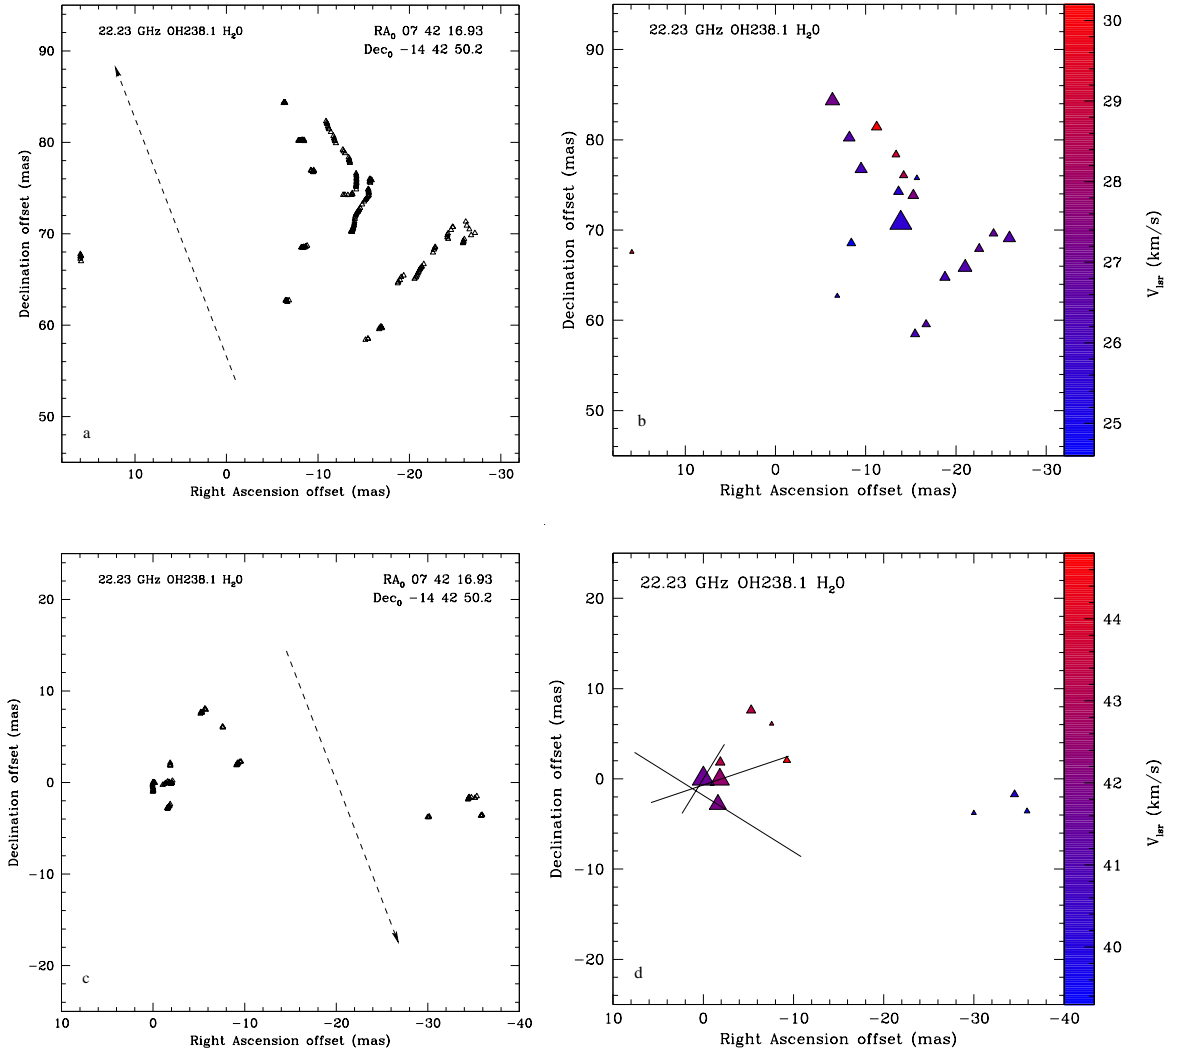 22.23 GHz OH238.1 H₂0
RA₀ 07 42 16.93
Dec₀ −14 42 50.2
90
80
70
60
50
Declination offset (mas)
a
10
0
−10
−20
−30
Right Ascension offset (mas)
22.23 GHz OH238.1 H₂0
90
80
70
60
50
Declination offset (mas)
b
10
0
−10
−20
−30
Right Ascension offset (mas)
30
29
28
27
26
25
V_lsr (km/s)
22.23 GHz OH238.1 H₂0
RA₀ 07 42 16.93
Dec₀ −14 42 50.2
20
10
0
−10
−20
Declination offset (mas)
c
10
0
−10
−20
−30
−40
Right Ascension offset (mas)
22.23 GHz OH238.1 H₂0
20
10
0
−10
−20
Declination offset (mas)
d
10
0
−10
−20
−30
−40
Right Ascension offset (mas)
44
43
42
41
40
V_lsr (km/s)